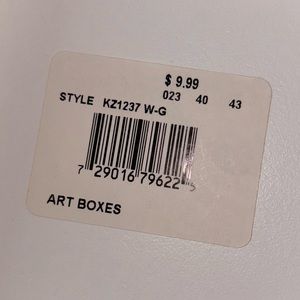 $ 9.99
023 40 43
STYLE KZ1237 W-G
7 29016 79622 5
ART BOXES